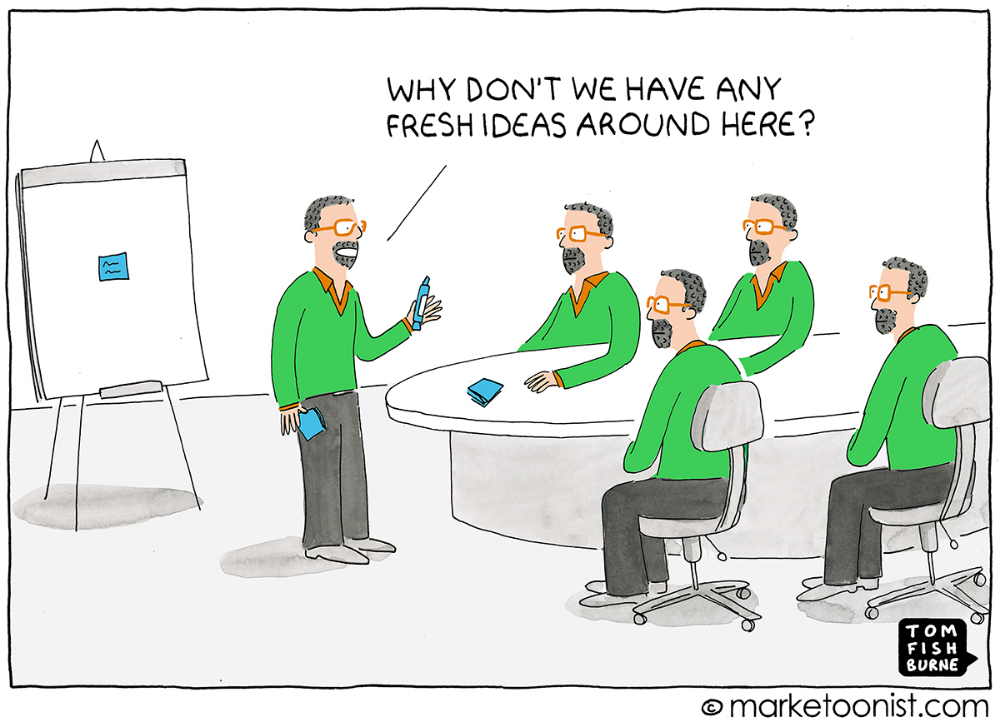 WHY DON'T WE HAVE ANY
FRESH IDEAS AROUND HERE?
TOM
FISH
BURNE
© marketoonist.com